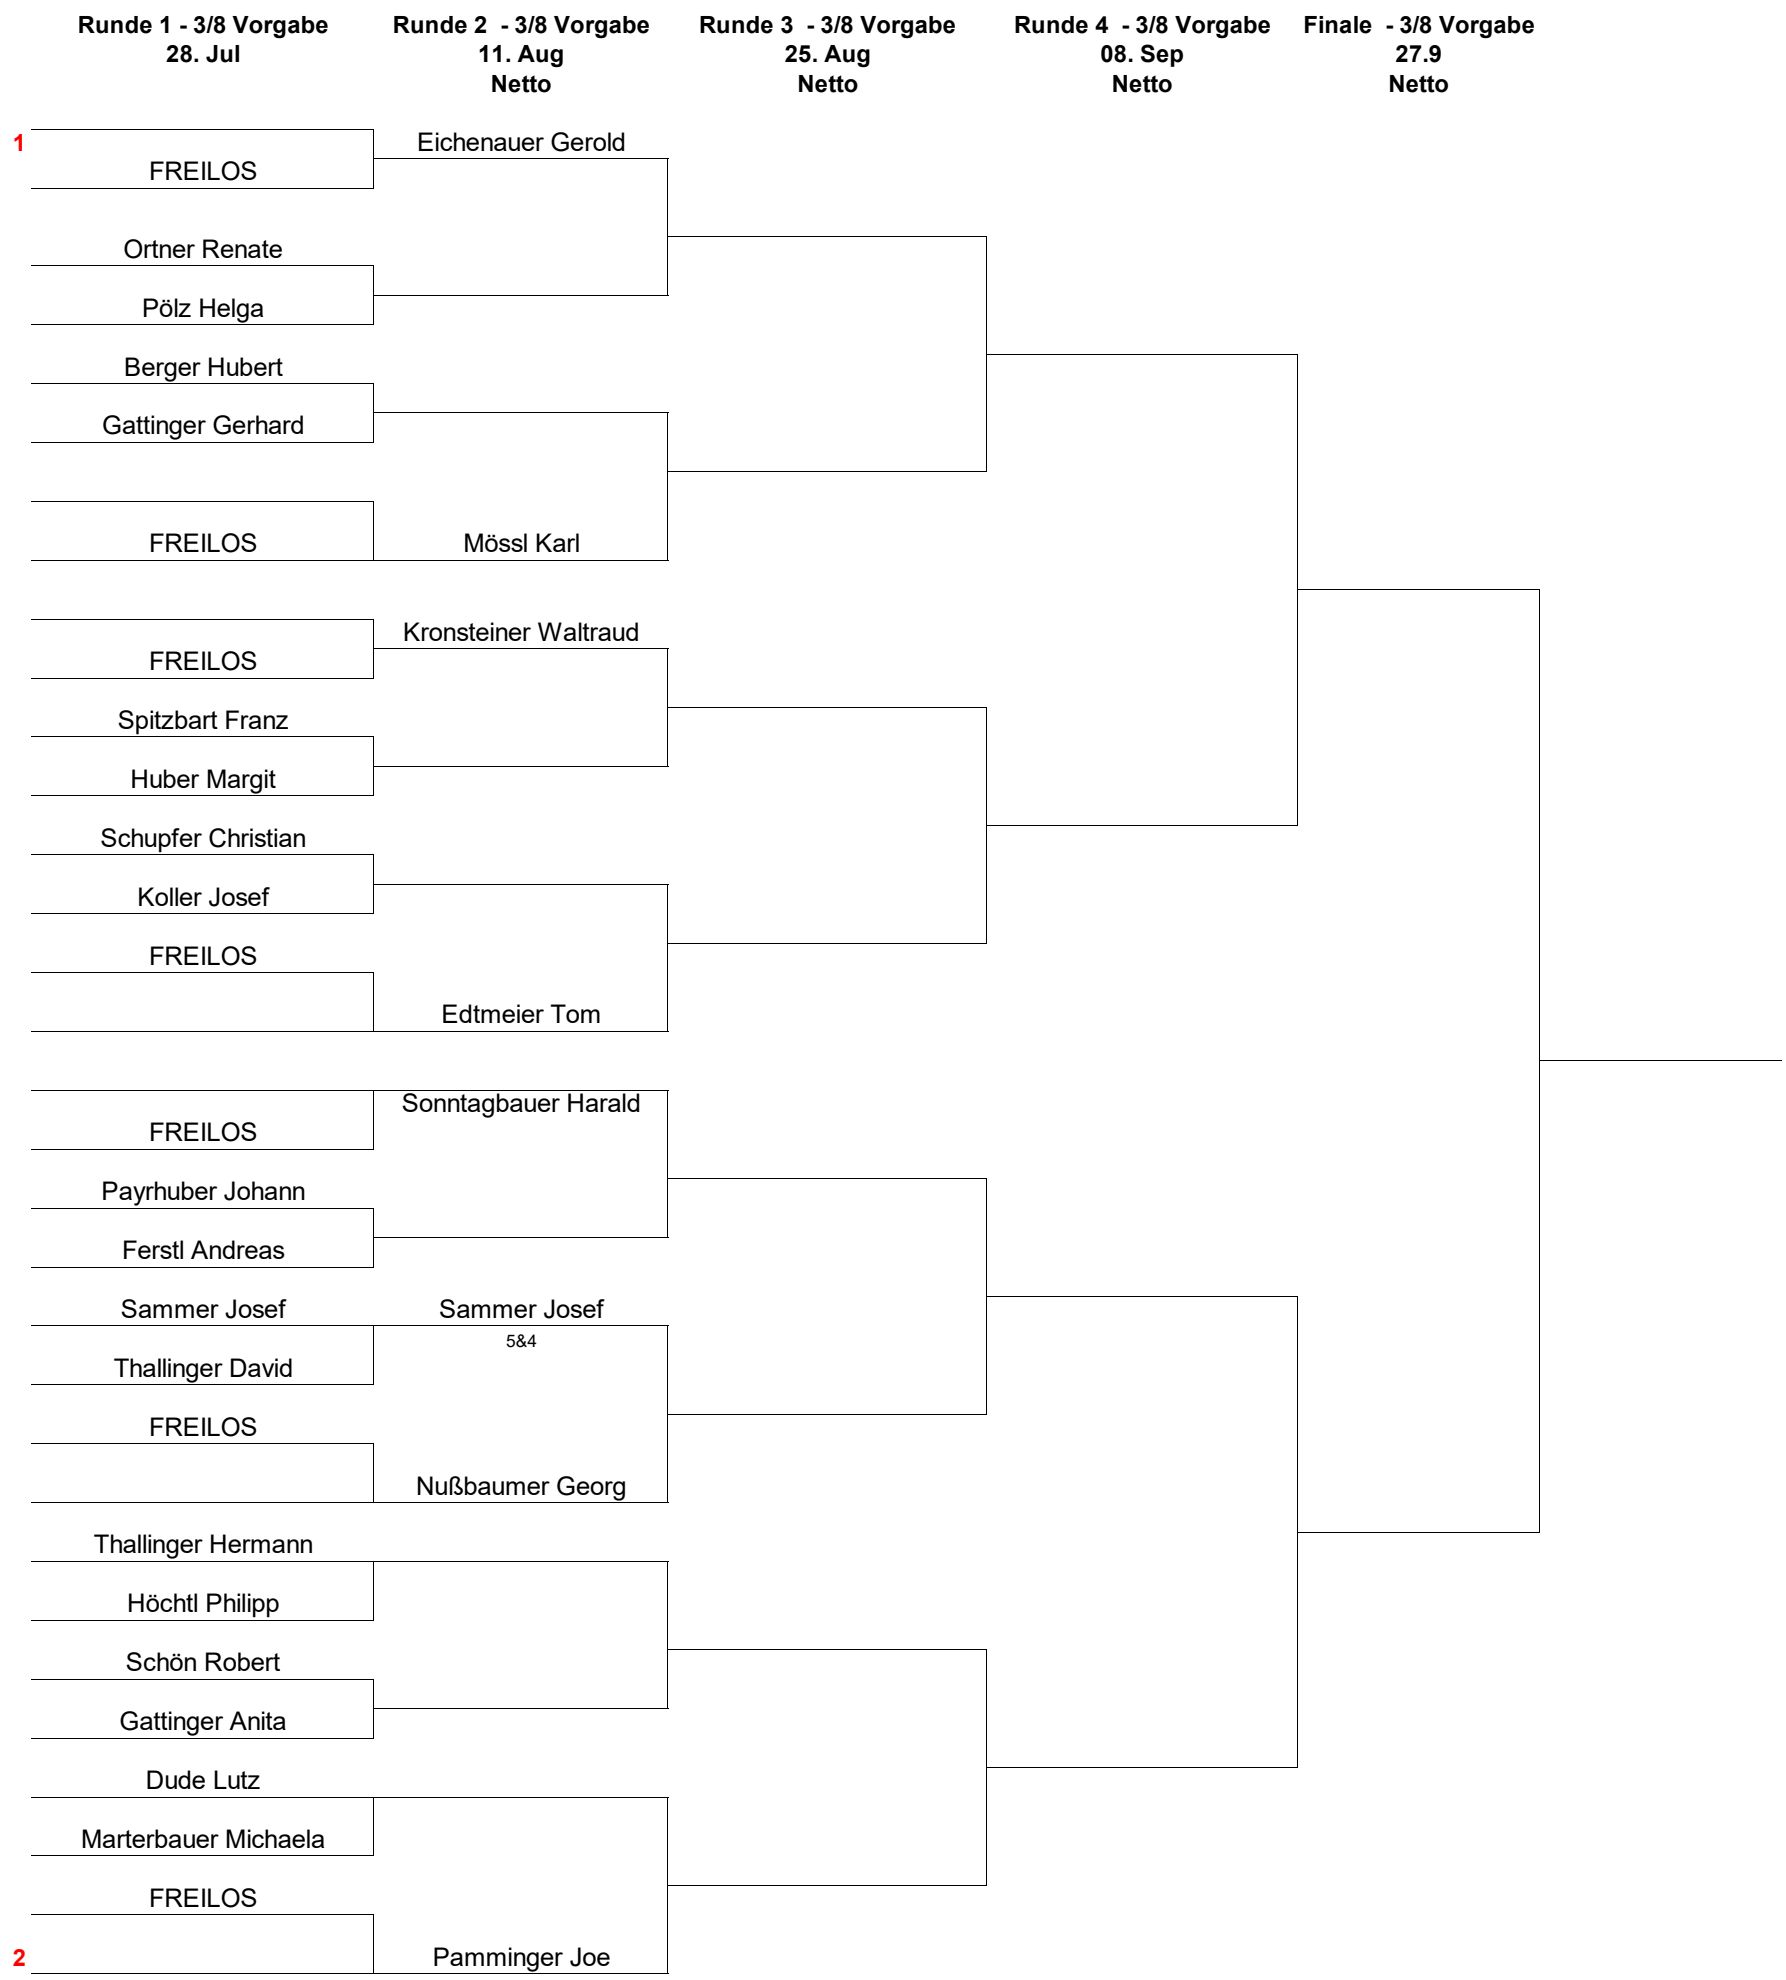 Runde 1 - 3/8 Vorgabe
28. Jul
Runde 2 - 3/8 Vorgabe
11. Aug
Netto
Runde 3 - 3/8 Vorgabe
25. Aug
Netto
Runde 4 - 3/8 Vorgabe
08. Sep
Netto
Finale - 3/8 Vorgabe
27.9
Netto
1
Eichenauer Gerold
FREILOS
Ortner Renate
Pölz Helga
Berger Hubert
Gattinger Gerhard
FREILOS
Mössl Karl
Kronsteiner Waltraud
FREILOS
Spitzbart Franz
Huber Margit
Schupfer Christian
Koller Josef
FREILOS
Edtmeier Tom
Sonntagbauer Harald
FREILOS
Payrhuber Johann
Ferstl Andreas
Sammer Josef
Sammer Josef
5&4
Thallinger David
FREILOS
Nußbaumer Georg
Thallinger Hermann
Höchtl Philipp
Schön Robert
Gattinger Anita
Dude Lutz
Marterbauer Michaela
FREILOS
2
Pamminger Joe